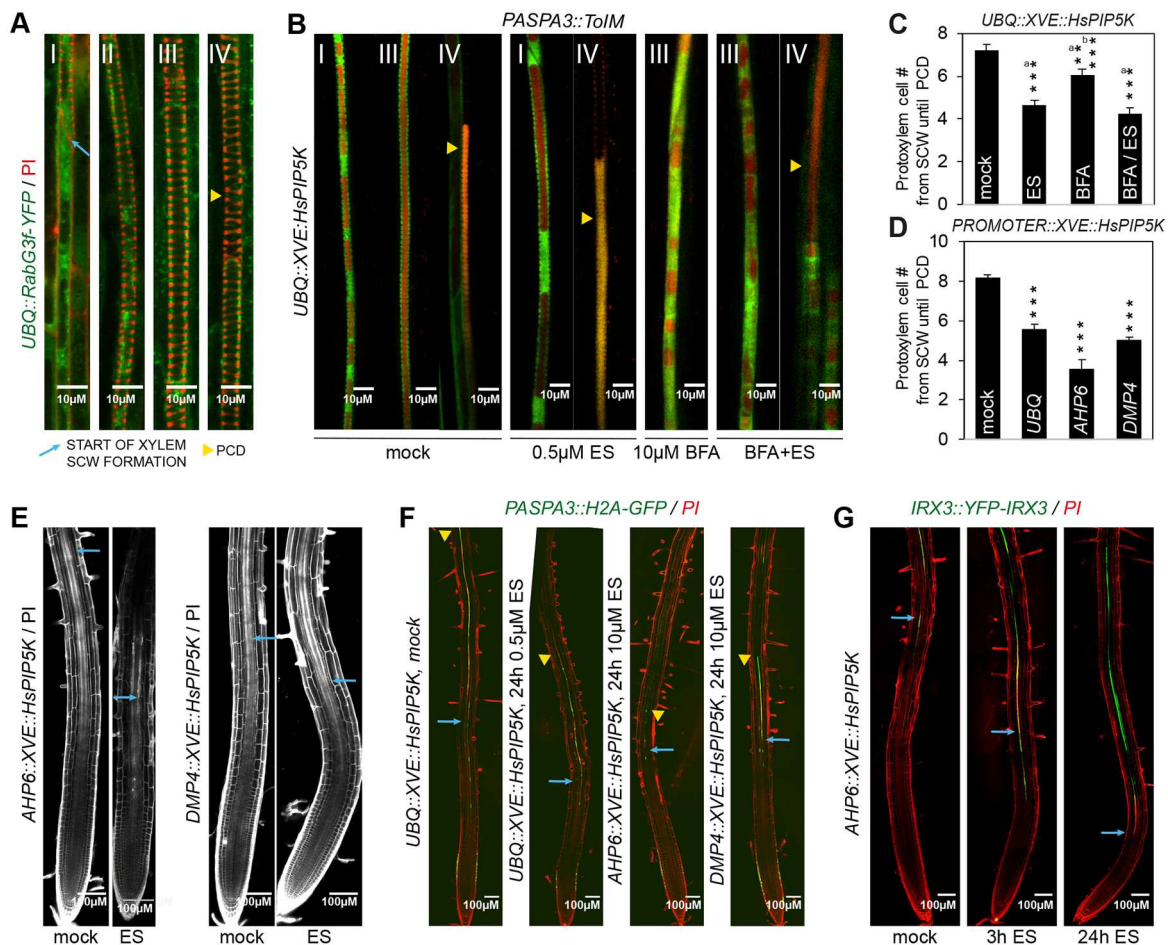 A
I
II
III
IV
UBQ::RabG3f-YFP / PI
10µM
10µM
10µM
10µM
START OF XYLEM
SCW FORMATION
PCD
B
PASPA3::ToIM
UBQ::XVE:HsPIP5K
I
III
IV
I
IV
III
III
IV
10µM
10µM
10µM
10µM
10µM
10µM
10µM
10µM
mock
0.5µM ES
10µM BFA
BFA+ES
C
UBQ::XVE::HsPIP5K
Protoxylem cell #
from SCW until PCD
8
6
4
2
0
mock
ES
BFA
BFA / ES
a
***
a
**
b
***
a
***
D
PROMOTER::XVE::HsPIP5K
Protoxylem cell #
from SCW until PCD
10
8
6
4
2
0
mock
UBQ
AHP6
DMP4
***
***
***
E
AHP6::XVE::HsPIP5K / PI
100µM
100µM
mock
ES
DMP4::XVE::HsPIP5K / PI
100µM
100µM
mock
ES
F
PASPA3::H2A-GFP / PI
UBQ::XVE::HsPIP5K, mock
UBQ::XVE::HsPIP5K, 24h 0.5µM ES
AHP6::XVE::HsPIP5K, 24h 10µM ES
DMP4::XVE::HsPIP5K, 24h 10µM ES
100µM
100µM
100µM
100µM
G
IRX3::YFP-IRX3 / PI
AHP6::XVE::HsPIP5K
100µM
100µM
100µM
mock
3h ES
24h ES